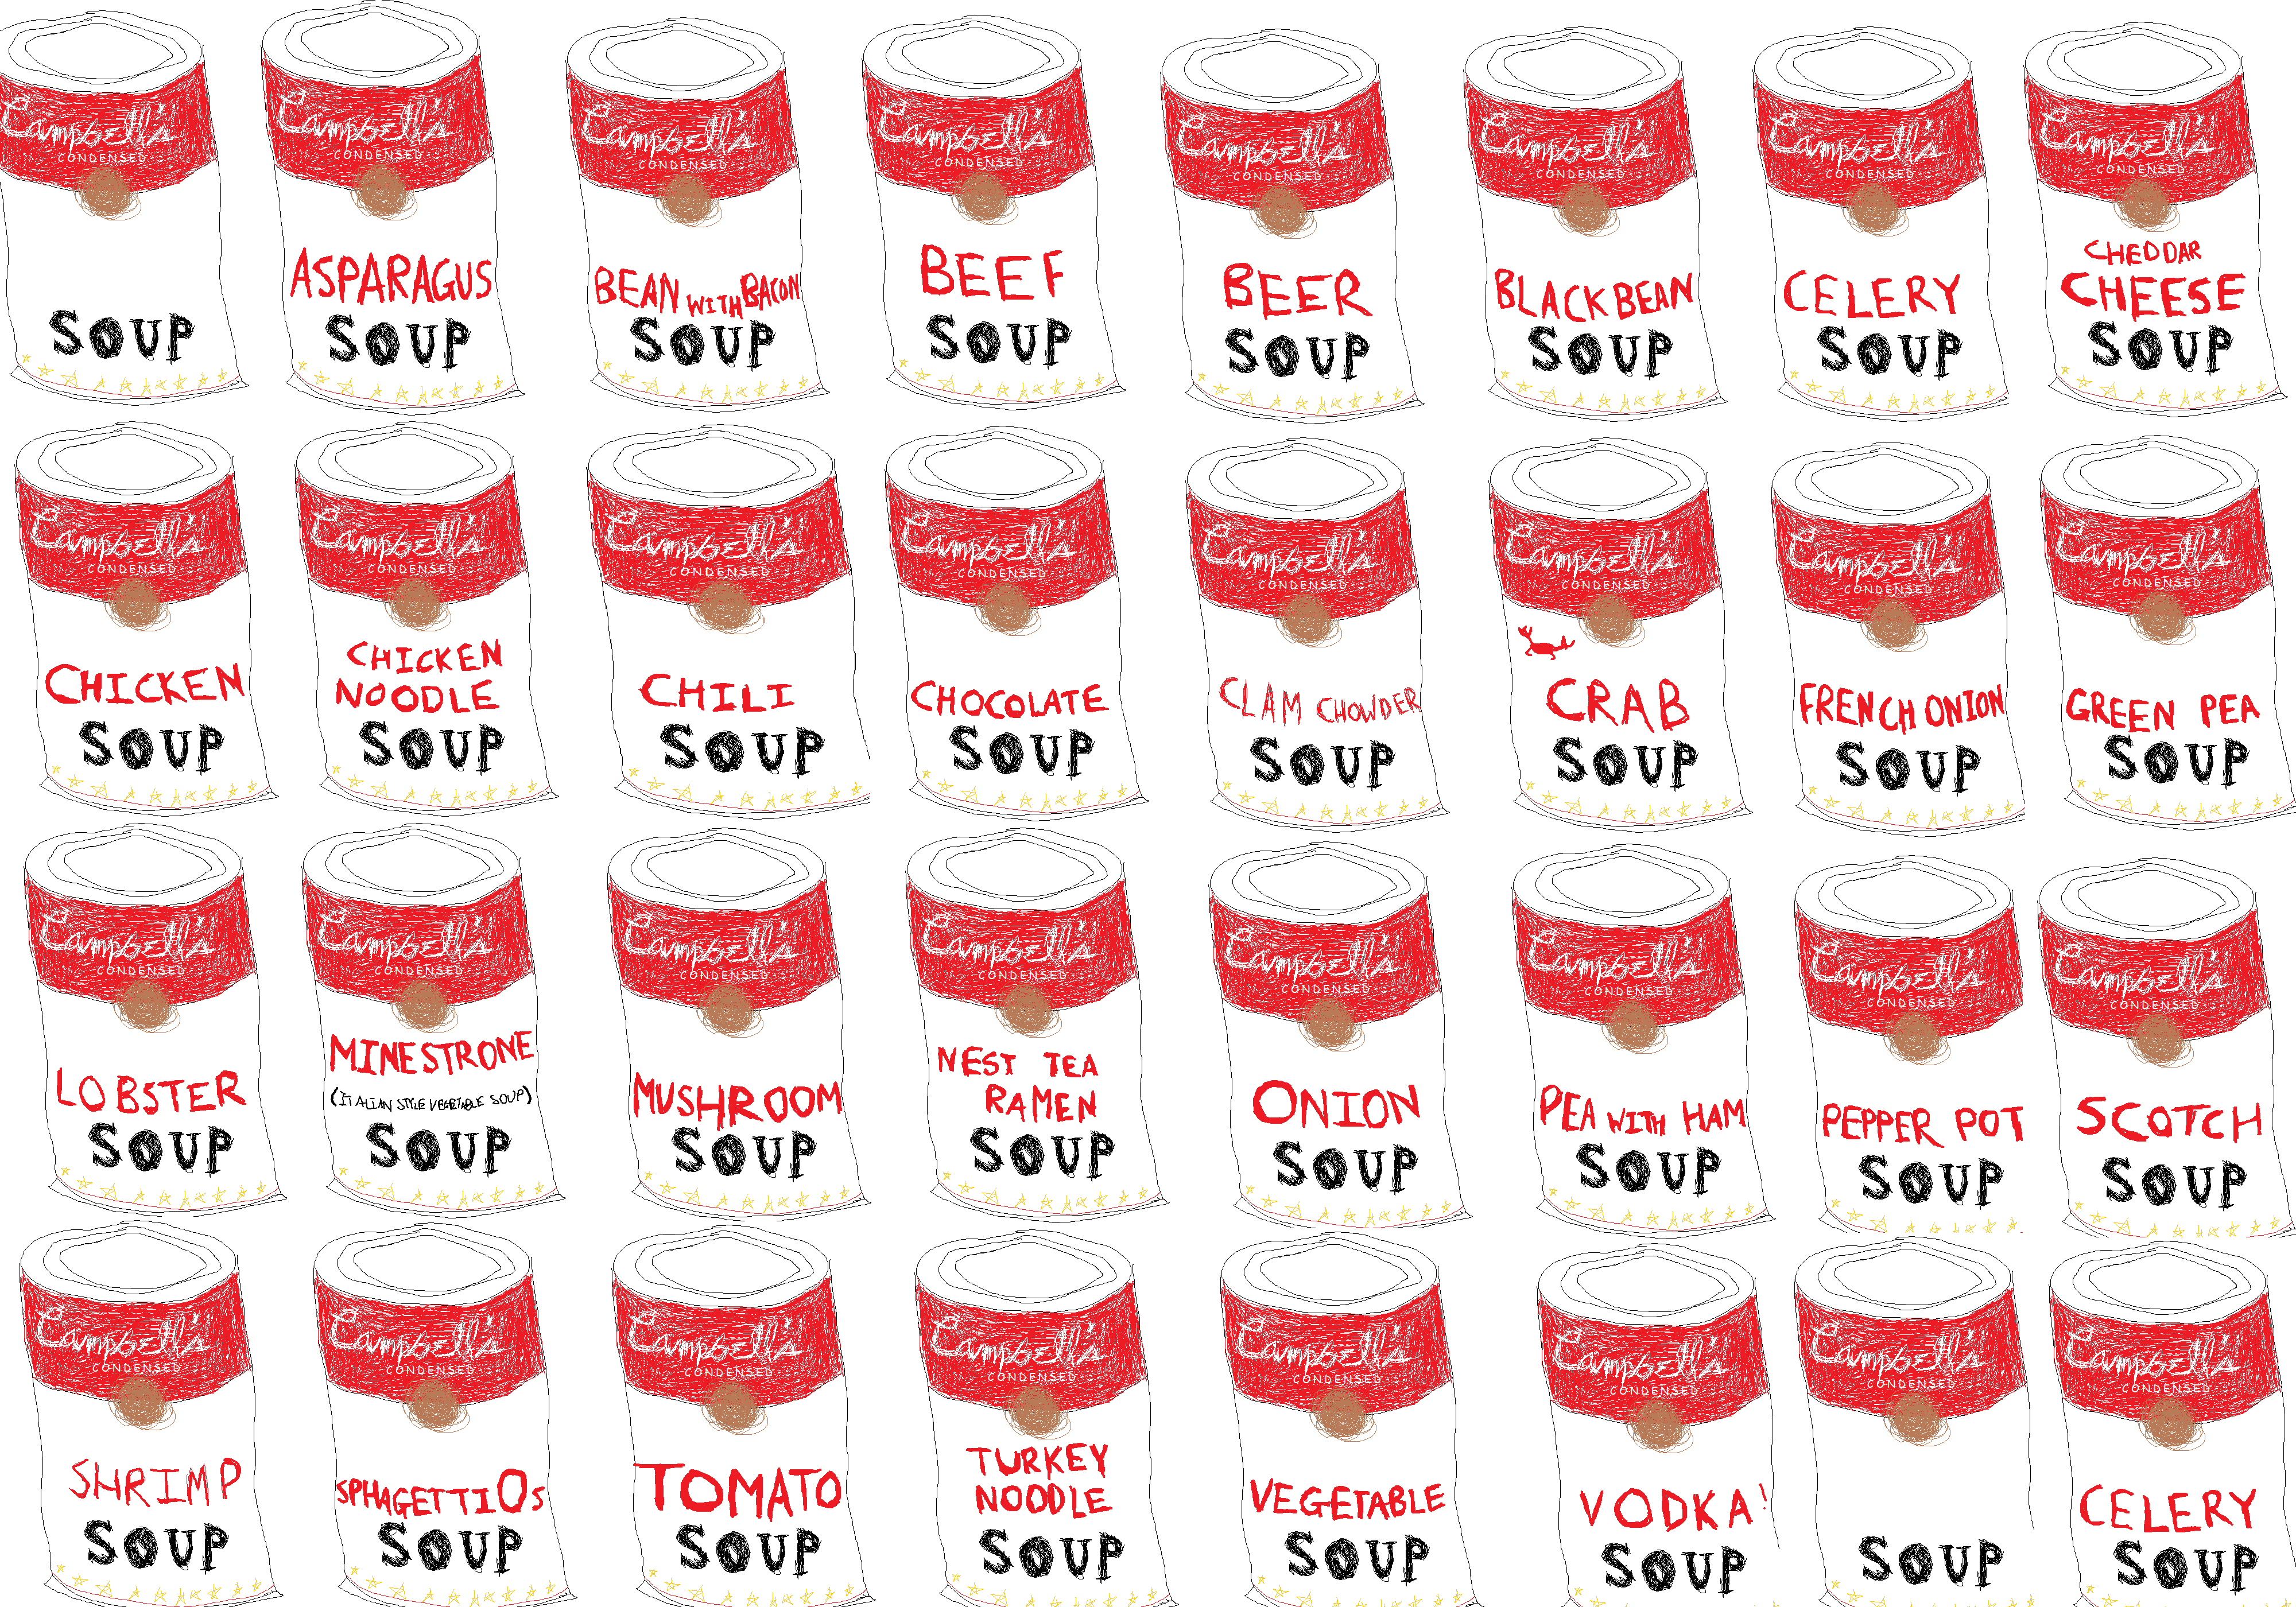 Campbell's
CONDENSED
SOUP
Campbell's
CONDENSED
ASPARAGUS
SOUP
Campbell's
CONDENSED
BEAN WITH BACON
SOUP
Campbell's
CONDENSED
BEEF
SOUP
Campbell's
CONDENSED
BEER
SOUP
Campbell's
CONDENSED
BLACK BEAN
SOUP
Campbell's
CONDENSED
CELERY
SOUP
Campbell's
CONDENSED
CHEDDAR
CHEESE
SOUP
Campbell's
CONDENSED
CHICKEN
SOUP
Campbell's
CONDENSED
CHICKEN
NOODLE
SOUP
Campbell's
CONDENSED
CHILI
SOUP
Campbell's
CONDENSED
CHOCOLATE
SOUP
Campbell's
CONDENSED
CLAM CHOWDER
SOUP
Campbell's
CONDENSED
CRAB
SOUP
Campbell's
CONDENSED
FRENCH ONION
SOUP
Campbell's
CONDENSED
GREEN PEA
SOUP
Campbell's
CONDENSED
LOBSTER
SOUP
Campbell's
CONDENSED
MINESTRONE
(ITALIAN STYLE VEGETABLE SOUP)
SOUP
Campbell's
CONDENSED
MUSHROOM
SOUP
Campbell's
CONDENSED
NEST TEA
RAMEN
SOUP
Campbell's
CONDENSED
ONION
SOUP
Campbell's
CONDENSED
PEA WITH HAM
SOUP
Campbell's
CONDENSED
PEPPER POT
SOUP
Campbell's
CONDENSED
SCOTCH
SOUP
Campbell's
CONDENSED
SHRIMP
SOUP
Campbell's
CONDENSED
SPHAGETTIOs
SOUP
Campbell's
CONDENSED
TOMATO
SOUP
Campbell's
CONDENSED
TURKEY
NOODLE
SOUP
Campbell's
CONDENSED
VEGETABLE
SOUP
Campbell's
CONDENSED
VODKA!
SOUP
Campbell's
CONDENSED
SOUP
Campbell's
CONDENSED
CELERY
SOUP